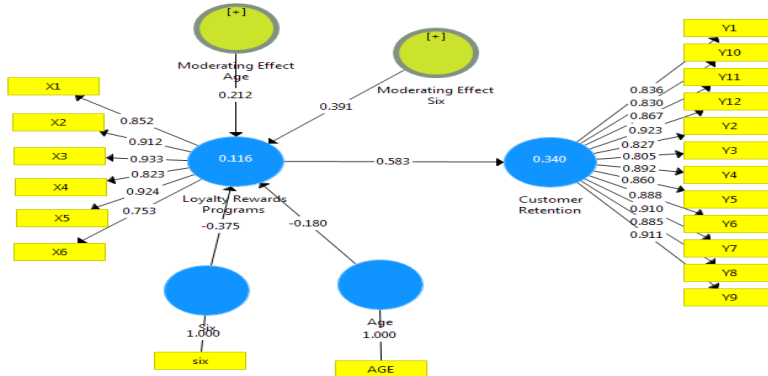 [+]
Moderating Effect
Age
[+]
Moderating Effect
Six
0.212
0.391
X1
X2
X3
X4
X5
X6
0.852
0.912
0.933
0.823
0.924
0.753
0.116
Loyalty Rewards
Programs
0.583
0.340
Customer
Retention
0.836
0.830
0.867
0.923
0.827
0.805
0.892
0.860
0.888
0.910
0.885
0.911
Y1
Y10
Y11
Y12
Y2
Y3
Y4
Y5
Y6
Y7
Y8
Y9
-0.375
-0.180
Six
1.000
six
Age
1.000
AGE